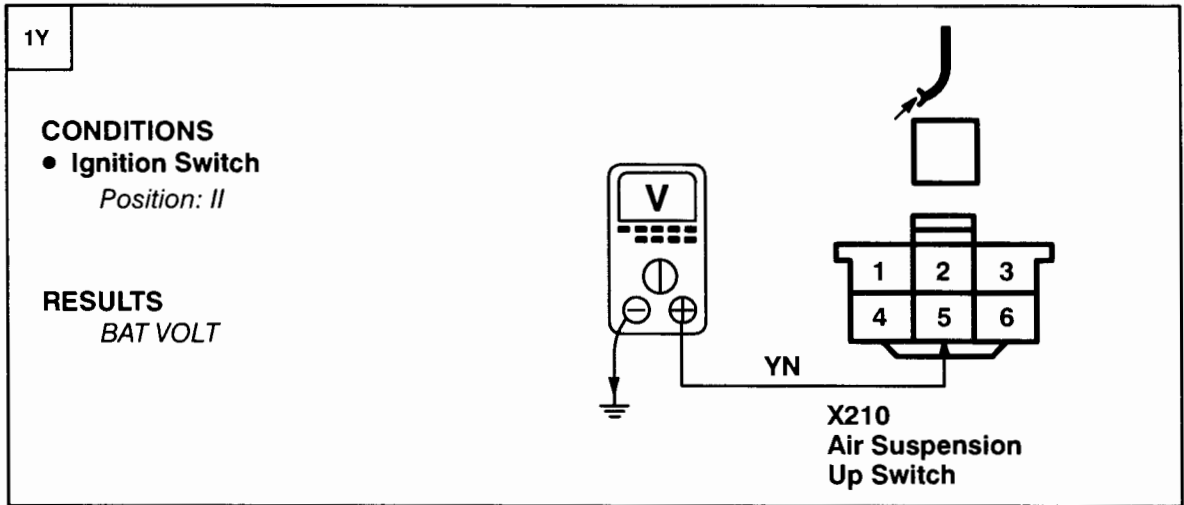 1Y
CONDITIONS
● Ignition Switch
Position: II
RESULTS
BAT VOLT
V
1 2 3
4 5 6
YN
X210
Air Suspension
Up Switch